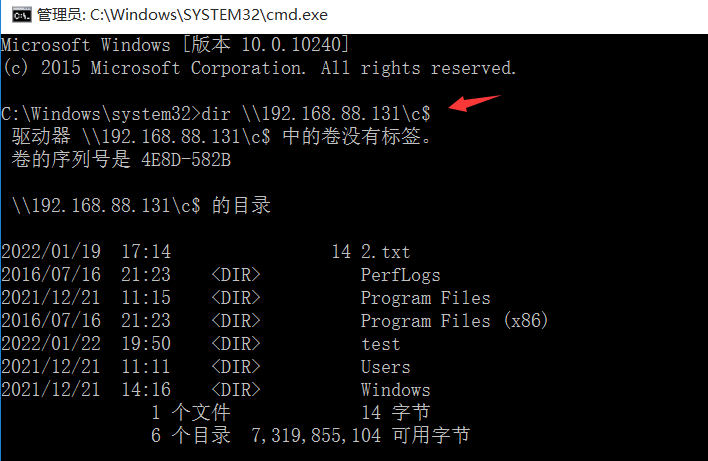 管理员: C:\Windows\SYSTEM32\cmd.exe
Microsoft Windows [版本 10.0.10240]
(c) 2015 Microsoft Corporation. All rights reserved.
C:\Windows\system32>dir \\192.168.88.131\c$
驱动器 \\192.168.88.131\c$ 中的卷没有标签。
卷的序列号是 4E8D-582B
\\192.168.88.131\c$ 的目录
2022/01/19  17:14                14 2.txt
2016/07/16  21:23    <DIR>          PerfLogs
2021/12/21  11:15    <DIR>          Program Files
2016/07/16  21:23    <DIR>          Program Files (x86)
2022/01/22  19:50    <DIR>          test
2021/12/21  11:11    <DIR>          Users
2021/12/21  14:16    <DIR>          Windows
1 个文件             14 字节
6 个目录  7,319,855,104 可用字节